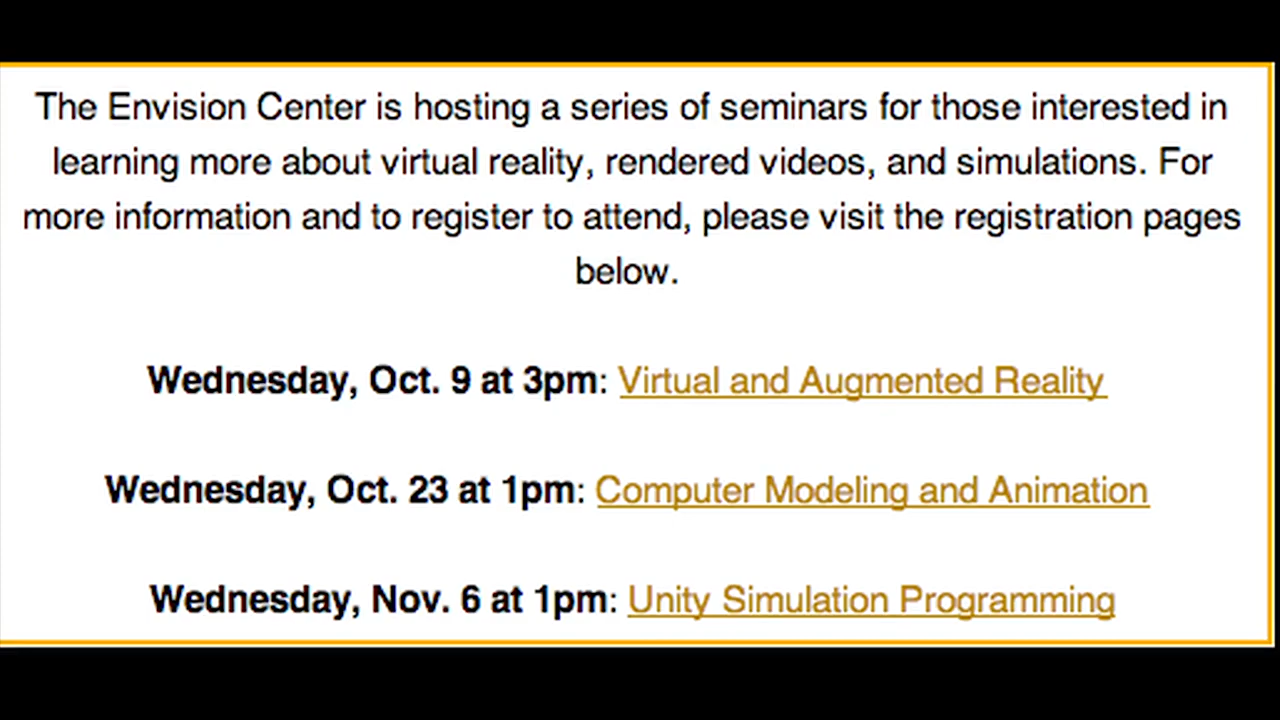 The Envision Center is hosting a series of seminars for those interested in
learning more about virtual reality, rendered videos, and simulations. For
more information and to register to attend, please visit the registration pages
below.
Wednesday, Oct. 9 at 3pm: Virtual and Augmented Reality
Wednesday, Oct. 23 at 1pm: Computer Modeling and Animation
Wednesday, Nov. 6 at 1pm: Unity Simulation Programming